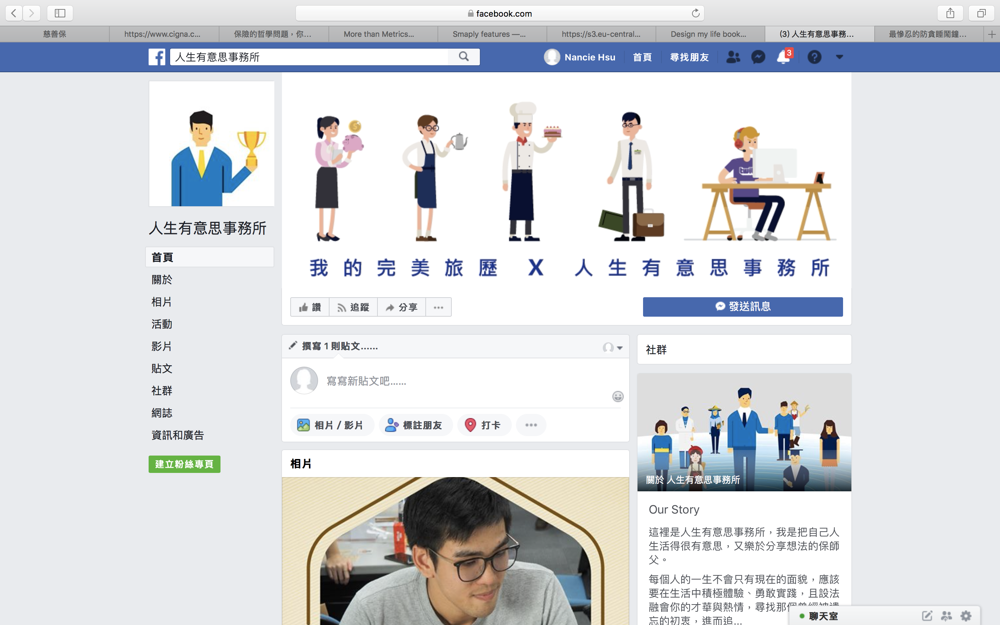 facebook.com
慈善保
https://www.cigna.c...
保險的哲學問題，你...
More than Metrics...
Smaply features —...
https://s3.eu-central...
Design my life book...
(3) 人生有意思事務...
最慘忍的防貪睡鬧鐘...
人生有意思事務所
Nancie Hsu
首頁
尋找朋友
3
人生有意思事務所
首頁
關於
相片
活動
影片
貼文
社群
網誌
資訊和廣告
建立粉絲專頁
我的完美旅歷 X 人生有意思事務所
讚
追蹤
分享
發送訊息
撰寫 1 則貼文......
寫寫新貼文吧......
相片 / 影片
標註朋友
打卡
相片
社群
關於 人生有意思事務所
Our Story
這裡是人生有意思事務所，我是把自己人
生活得很有意思，又樂於分享想法的保師
父。
每個人的一生不會只有現在的面貌，應該
要在生活中積極體驗、勇敢實踐，且設法
融會你的才華與熱情，尋找那個曾經被遺
忘的初衷，進而追...
聊天室